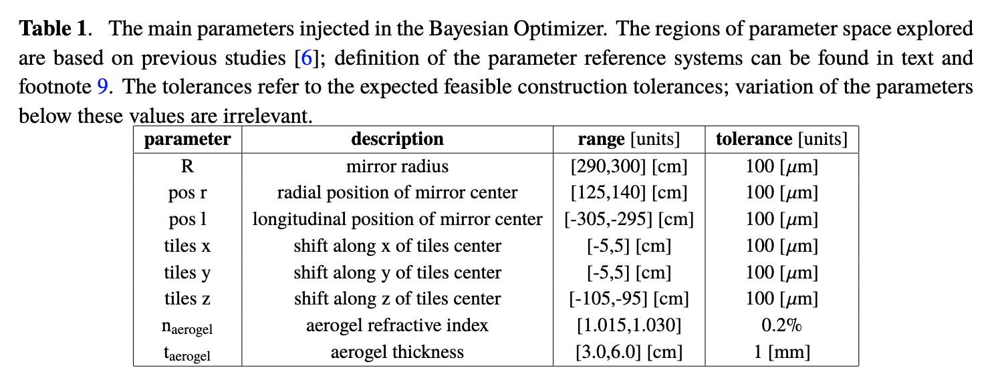 Table 1. The main parameters injected in the Bayesian Optimizer. The regions of parameter space explored
are based on previous studies [6]; definition of the parameter reference systems can be found in text and
footnote 9. The tolerances refer to the expected feasible construction tolerances; variation of the parameters
below these values are irrelevant.
parameter description range [units] tolerance [units]
R mirror radius [290,300] [cm] 100 [μm]
pos r radial position of mirror center [125,140] [cm] 100 [μm]
pos l longitudinal position of mirror center [-305,-295] [cm] 100 [μm]
tiles x shift along x of tiles center [-5,5] [cm] 100 [μm]
tiles y shift along y of tiles center [-5,5] [cm] 100 [μm]
tiles z shift along z of tiles center [-105,-95] [cm] 100 [μm]
naerogel aerogel refractive index [1.015,1.030] 0.2%
taerogel aerogel thickness [3.0,6.0] [cm] 1 [mm]